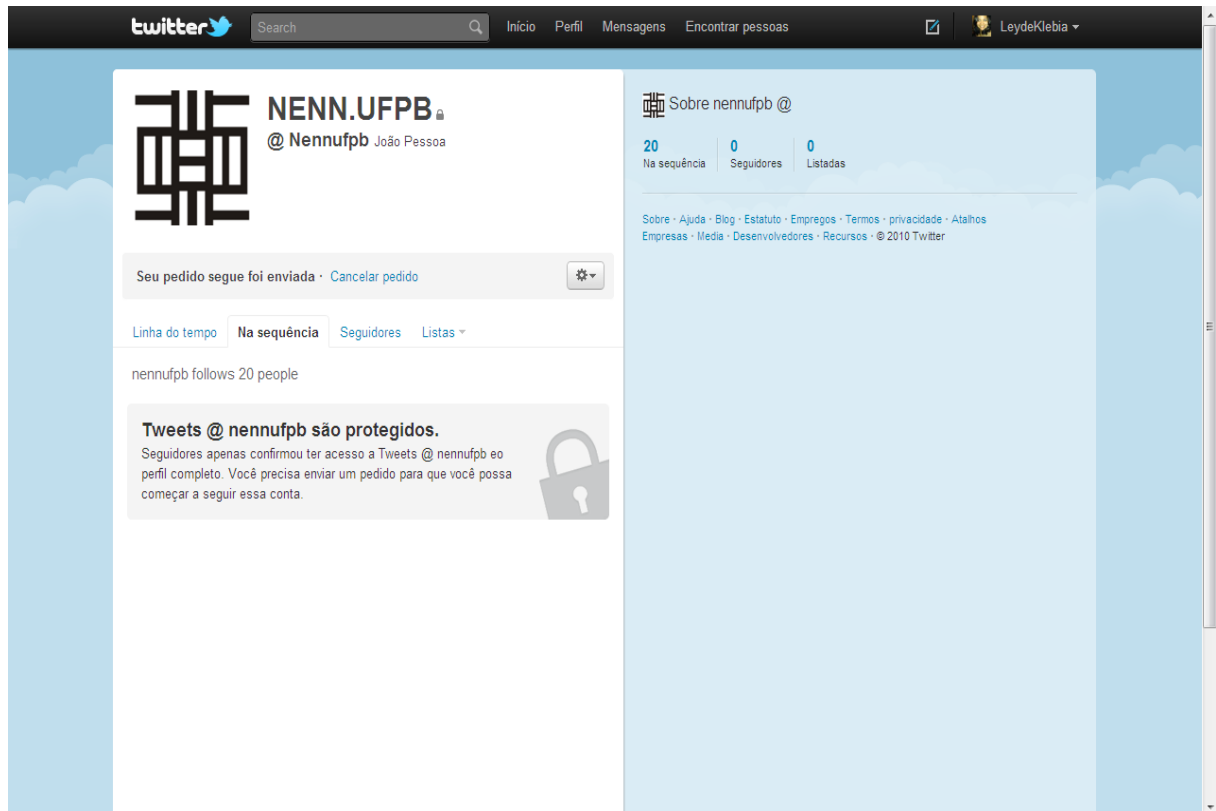 twitter Search Início Perfil Mensagens Encontrar pessoas LeydeKlebia
NENN.UFPB
@ Nennufpb João Pessoa
Seu pedido segue foi enviada · Cancelar pedido
Linha do tempo Na sequência Seguidores Listas
nennufpb follows 20 people
Tweets @ nennufpb são protegidos.
Seguidores apenas confirmou ter acesso a Tweets @ nennufpb eo
perfil completo. Você precisa enviar um pedido para que você possa
começar a seguir essa conta.
Sobre nennufpb @
20 0 0
Na sequência Seguidores Listadas
Sobre · Ajuda · Blog · Estatuto · Empregos · Termos · privacidade · Atalhos
Empresas · Media · Desenvolvedores · Recursos · © 2010 Twitter